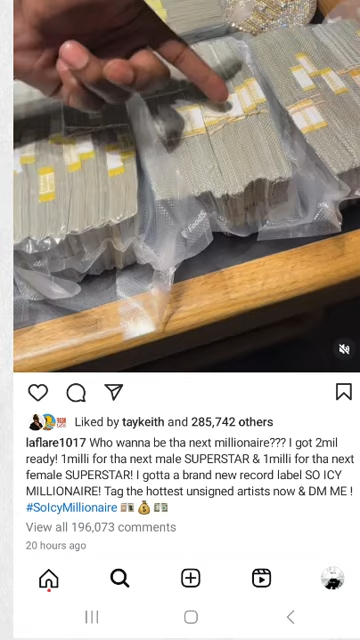 Liked by taykeith and 285,742 others
laflare1017 Who wanna be tha next millionaire??? I got 2mil
ready! 1milli for tha next male SUPERSTAR & 1milli for tha next
female SUPERSTAR! I gotta a brand new record label SO ICY
MILLIONAIRE! Tag the hottest unsigned artists now & DM ME !
#SoIcyMillionaire 💵💰💵
View all 196,073 comments
20 hours ago